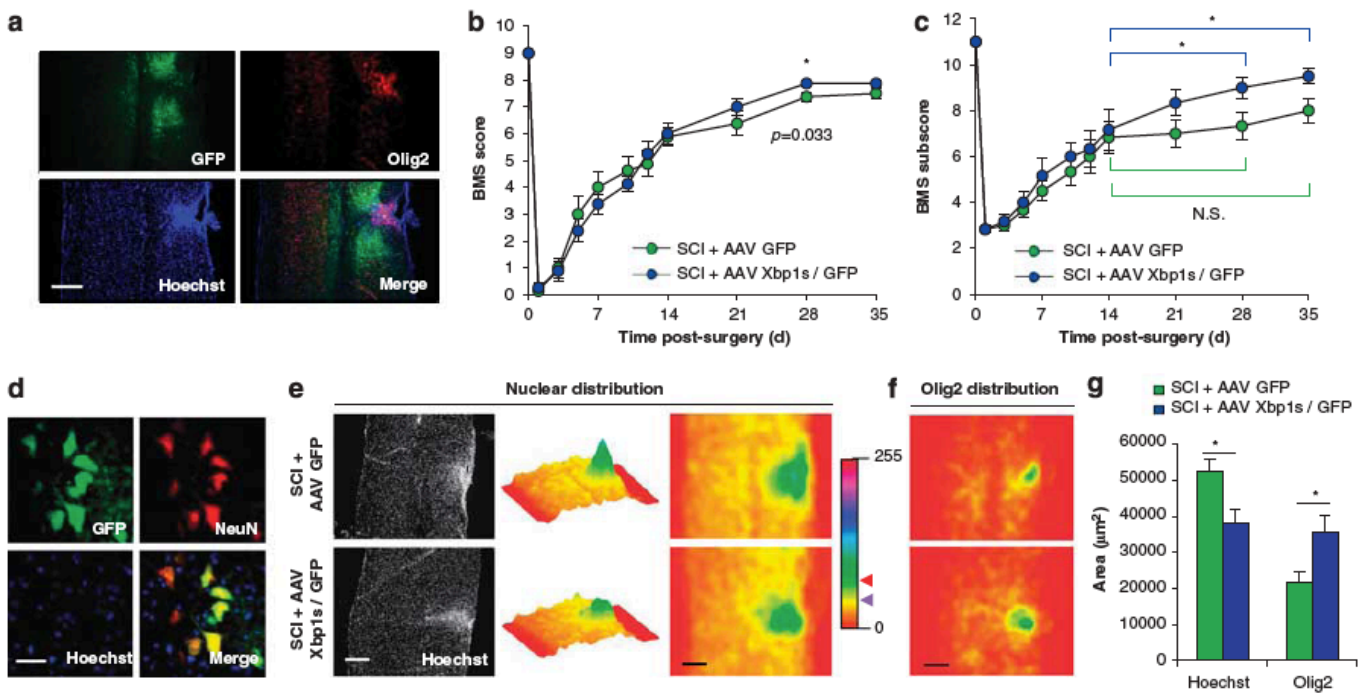 a
GFP
Olig2
Hoechst
Merge
b
BMS score
9
8
7
6
5
4
3
2
1
0
*
p=0.033
SCI + AAV GFP
SCI + AAV Xbp1s / GFP
0 7 14 21 28 35
Time post-surgery (d)
c
BMS subscore
12
10
8
6
4
2
0
*
*
N.S.
SCI + AAV GFP
SCI + AAV Xbp1s / GFP
0 7 14 21 28 35
Time post-surgery (d)
d
GFP
NeuN
Hoechst
Merge
e
Nuclear distribution
SCI +
AAV GFP
SCI + AAV
Xbp1s / GFP
Hoechst
255
0
f
Olig2 distribution
g
SCI + AAV GFP
SCI + AAV Xbp1s / GFP
Area (μm²)
60000
50000
40000
30000
20000
10000
0
*
*
Hoechst Olig2